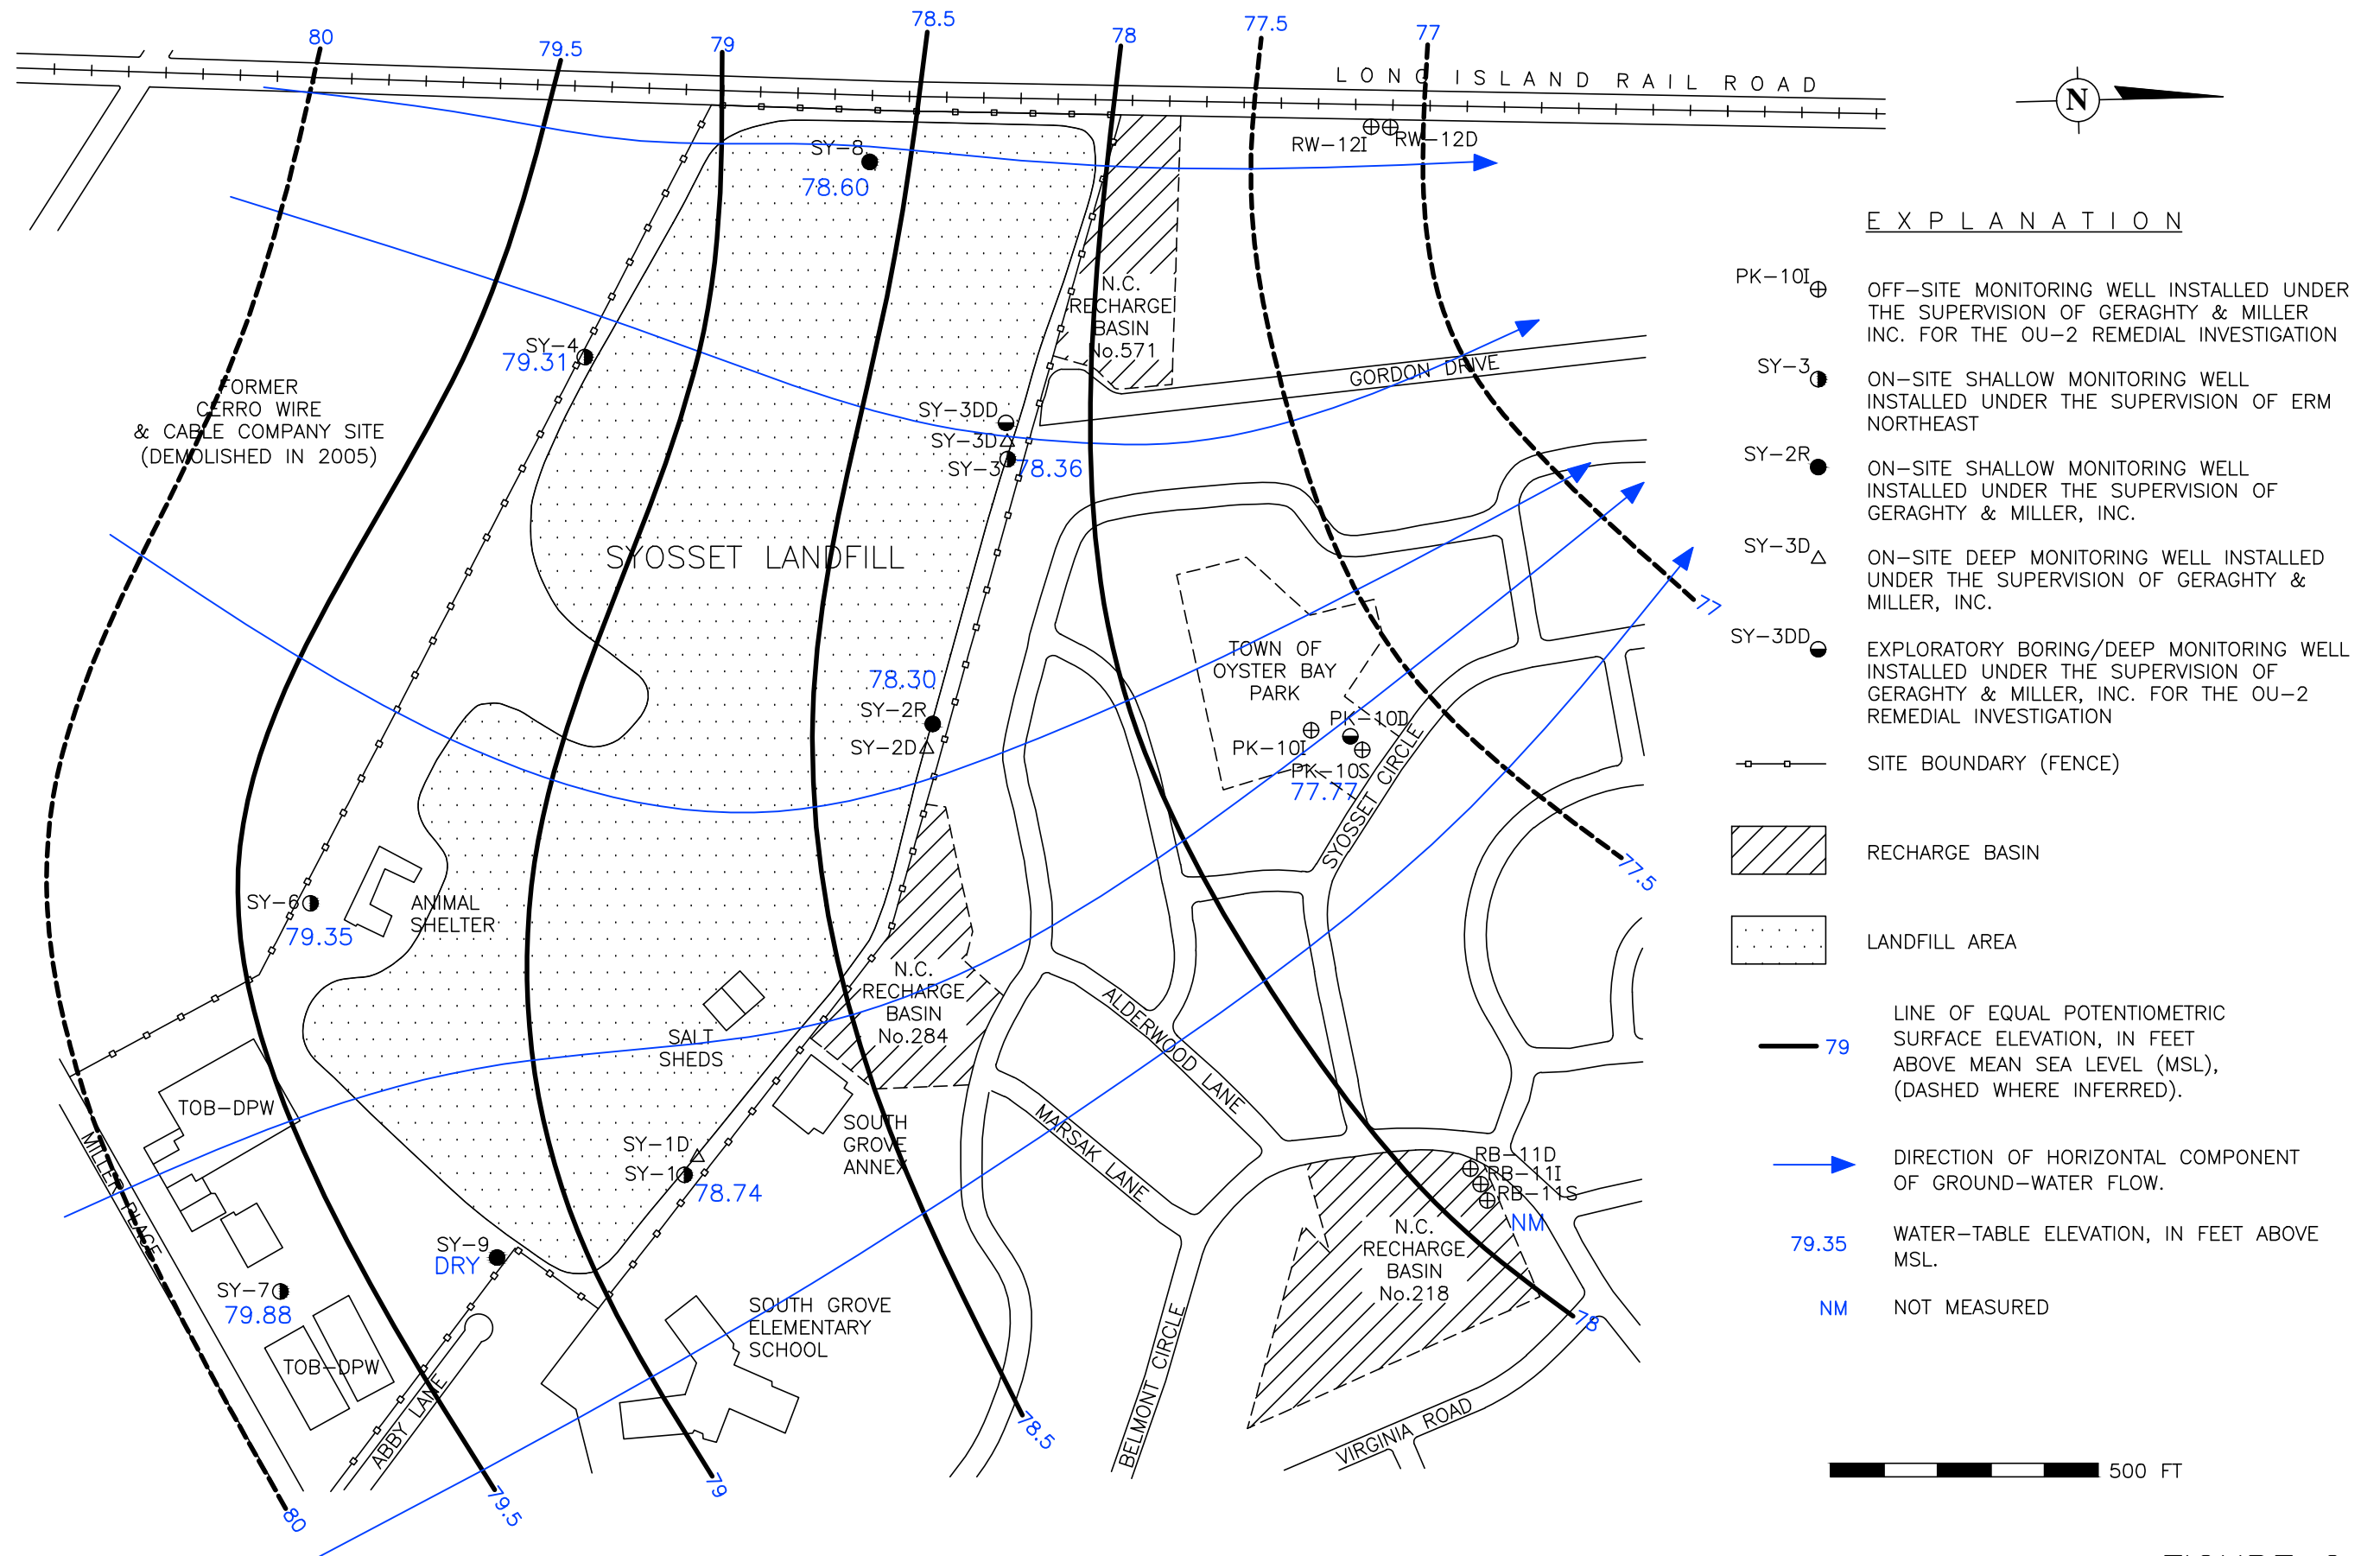 80
79.5
79
78.5
78
77.5
77
LONG ISLAND RAIL ROAD
N
RW-12I
RW-12D
SY-8
78.60
N.C.
RECHARGE
BASIN
No.571
SY-4
79.31
GORDON DRIVE
FORMER
CERRO WIRE
& CABLE COMPANY SITE
(DEMOLISHED IN 2005)
SY-3DD
SY-3D
SY-3
78.36
SYOSSET LANDFILL
TOWN OF
OYSTER BAY
PARK
77
78.30
SY-2R
SY-2D
PK-10D
PK-10I
PK-10S
77.77
SYOSSET CIRCLE
77.5
SY-6
79.35
ANIMAL
SHELTER
N.C.
RECHARGE
BASIN
No.284
SALT
SHEDS
ALDERWOOD LANE
MARSAK LANE
TOB-DPW
MILLER PLACE
SOUTH
GROVE
ANNEX
SY-1D
SY-1
78.74
RB-11D
RB-11I
RB-11S
NM
N.C.
RECHARGE
BASIN
No.218
78
SY-9
DRY
SY-7
79.88
TOB-DPW
ABBY LANE
SOUTH GROVE
ELEMENTARY
SCHOOL
BELMONT CIRCLE
VIRGINIA ROAD
80
79.5
79
78.5
EXPLANATION
PK-10I
OFF-SITE MONITORING WELL INSTALLED UNDER
THE SUPERVISION OF GERAGHTY & MILLER
INC. FOR THE OU-2 REMEDIAL INVESTIGATION
SY-3
ON-SITE SHALLOW MONITORING WELL
INSTALLED UNDER THE SUPERVISION OF ERM
NORTHEAST
SY-2R
ON-SITE SHALLOW MONITORING WELL
INSTALLED UNDER THE SUPERVISION OF
GERAGHTY & MILLER, INC.
SY-3D
ON-SITE DEEP MONITORING WELL INSTALLED
UNDER THE SUPERVISION OF GERAGHTY &
MILLER, INC.
SY-3DD
EXPLORATORY BORING/DEEP MONITORING WELL
INSTALLED UNDER THE SUPERVISION OF
GERAGHTY & MILLER, INC. FOR THE OU-2
REMEDIAL INVESTIGATION
SITE BOUNDARY (FENCE)
RECHARGE BASIN
LANDFILL AREA
79
LINE OF EQUAL POTENTIOMETRIC
SURFACE ELEVATION, IN FEET
ABOVE MEAN SEA LEVEL (MSL),
(DASHED WHERE INFERRED).
DIRECTION OF HORIZONTAL COMPONENT
OF GROUND-WATER FLOW.
79.35
WATER-TABLE ELEVATION, IN FEET ABOVE
MSL.
NM
NOT MEASURED
500 FT